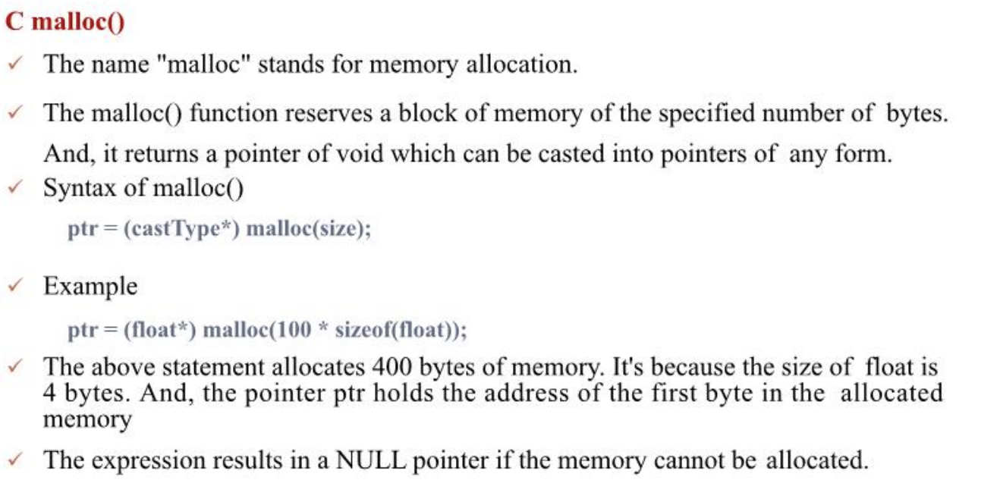 C malloc()
✓ The name "malloc" stands for memory allocation.
✓ The malloc() function reserves a block of memory of the specified number of bytes.
And, it returns a pointer of void which can be casted into pointers of any form.
✓ Syntax of malloc()
ptr = (castType*) malloc(size);
✓ Example
ptr = (float*) malloc(100 * sizeof(float));
✓ The above statement allocates 400 bytes of memory. It's because the size of float is
4 bytes. And, the pointer ptr holds the address of the first byte in the allocated
memory
✓ The expression results in a NULL pointer if the memory cannot be allocated.